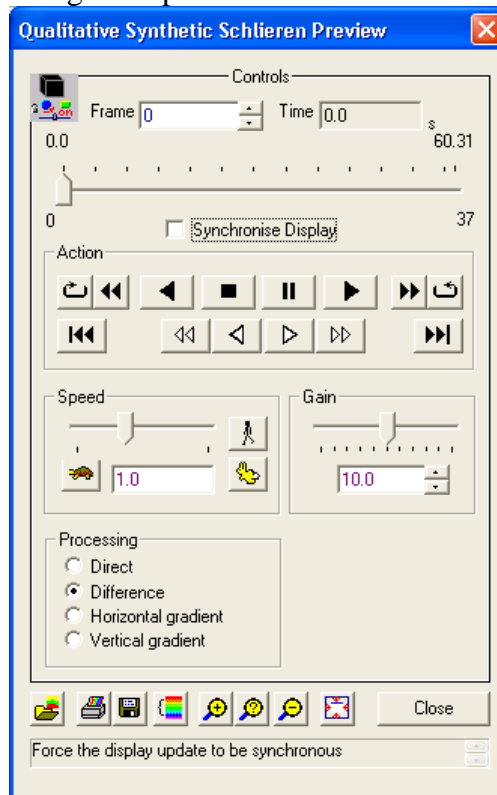 Qualitative Synthetic Schlieren Preview
Controls
Frame 0 Time 0.0 s
0.0 60.31
0 37
Synchronise Display
Action
Speed Gain
1.0 10.0
Processing
Direct
Difference
Horizontal gradient
Vertical gradient
Close
Force the display update to be synchronous